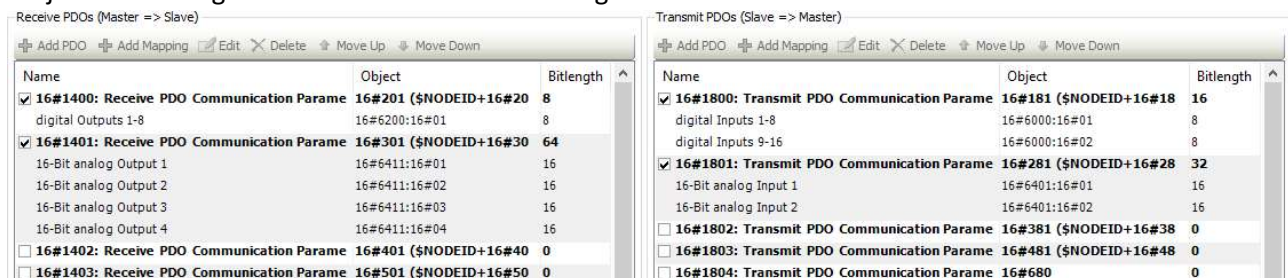 Receive PDOs (Master => Slave)
Add PDO Add Mapping Edit Delete Move Up Move Down
Name Object Bitlength
16#1400: Receive PDO Communication Parame 16#201 ($NODEID+16#20 8
digital Outputs 1-8 16#6200:16#01 8
16#1401: Receive PDO Communication Parame 16#301 ($NODEID+16#30 64
16-Bit analog Output 1 16#6411:16#01 16
16-Bit analog Output 2 16#6411:16#02 16
16-Bit analog Output 3 16#6411:16#03 16
16-Bit analog Output 4 16#6411:16#04 16
16#1402: Receive PDO Communication Parame 16#401 ($NODEID+16#40 0
16#1403: Receive PDO Communication Parame 16#501 ($NODEID+16#50 0
Transmit PDOs (Slave => Master)
Add PDO Add Mapping Edit Delete Move Up Move Down
Name Object Bitlength
16#1800: Transmit PDO Communication Parame 16#181 ($NODEID+16#18 16
digital Inputs 1-8 16#6000:16#01 8
digital Inputs 9-16 16#6000:16#02 8
16#1801: Transmit PDO Communication Parame 16#281 ($NODEID+16#28 32
16-Bit analog Input 1 16#6401:16#01 16
16-Bit analog Input 2 16#6401:16#02 16
16#1802: Transmit PDO Communication Parame 16#381 ($NODEID+16#38 0
16#1803: Transmit PDO Communication Parame 16#481 ($NODEID+16#48 0
16#1804: Transmit PDO Communication Parame 16#680 0